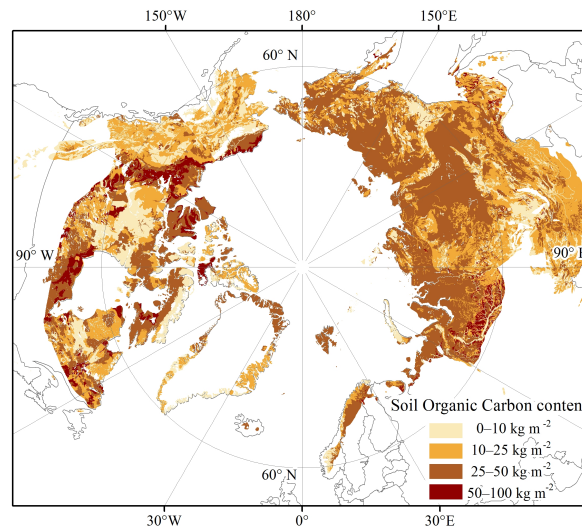 150°W 180° 150°E
60° N
90° W
90° E
Soil Organic Carbon content
0–10 kg m⁻²
10–25 kg m⁻²
25–50 kg m⁻²
50–100 kg m⁻²
60° N
30°W 0° 30°E